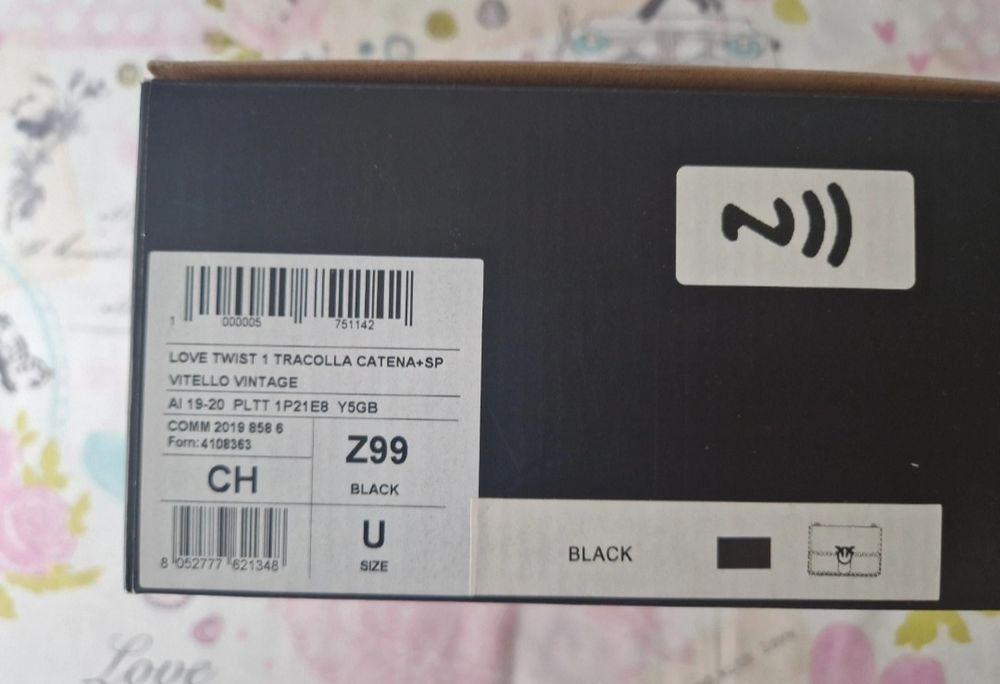 1 000005 751142
LOVE TWIST 1 TRACOLLA CATENA+SP
VITELLO VINTAGE
AI 19-20 PLTT 1P21E8 Y5GB
COMM 2019 858 6
Forn: 4108363
CH
Z99
BLACK
8 052777 621348
U
SIZE
BLACK
Love